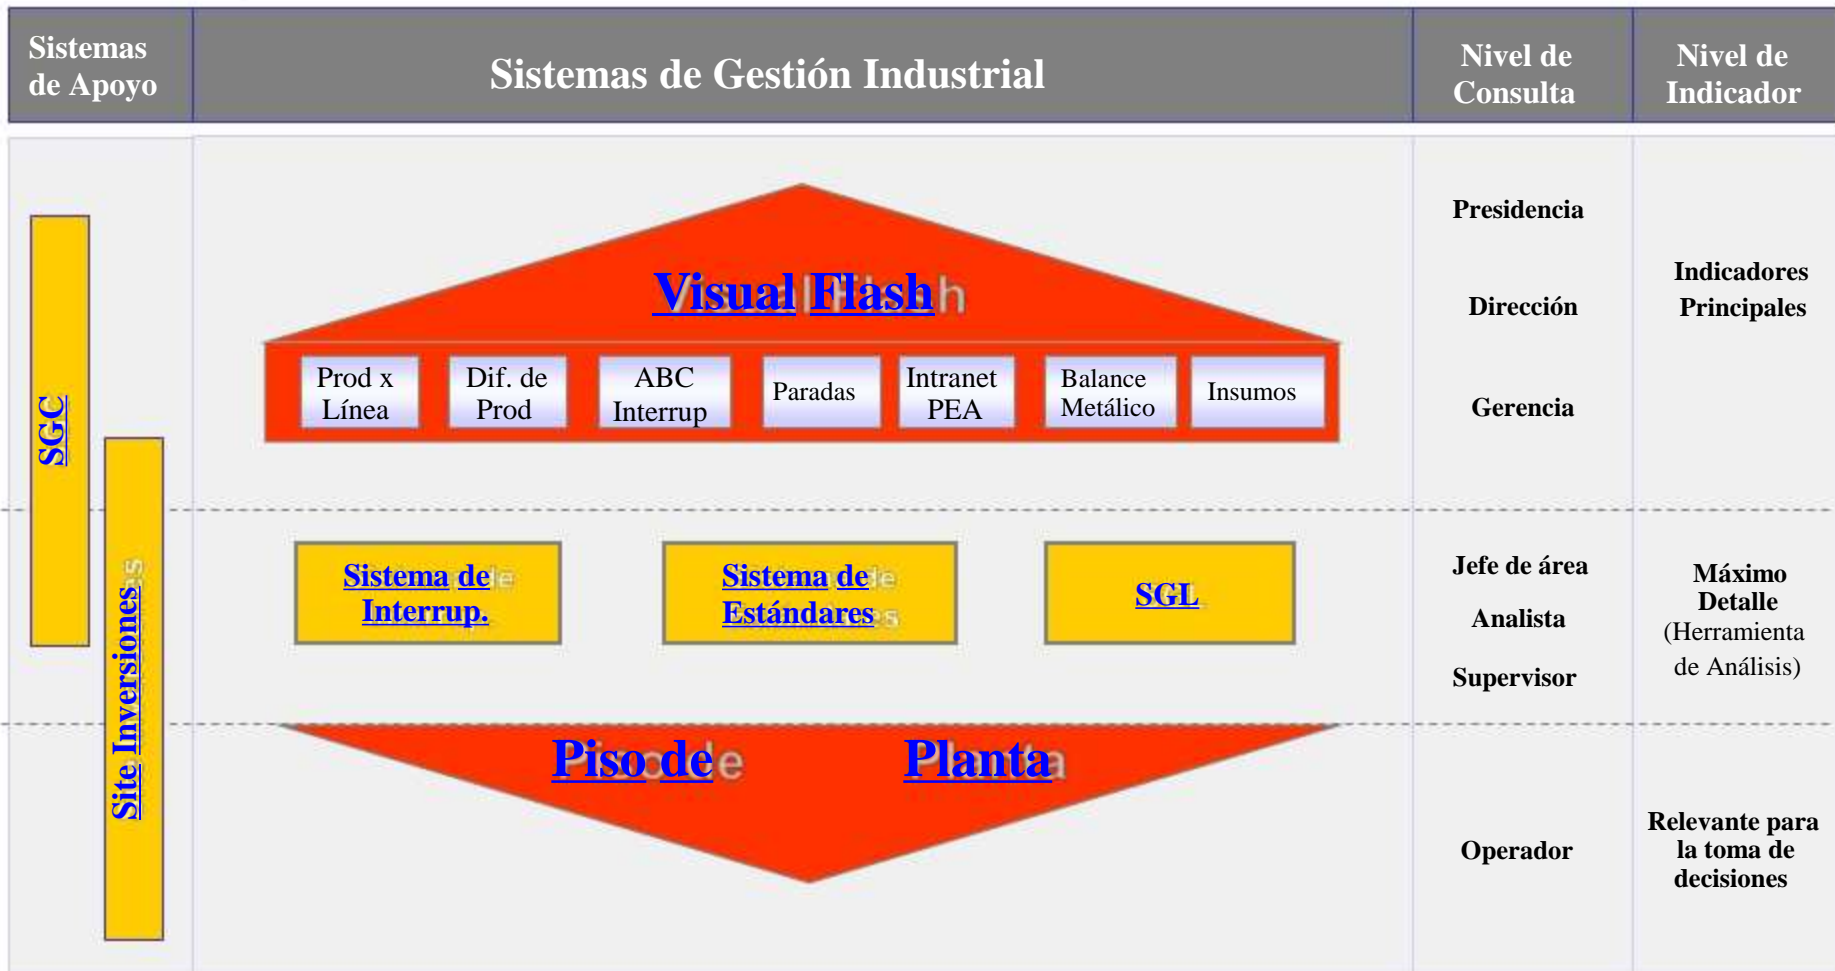 Sistemas
de Apoyo
Sistemas de Gestión Industrial
Nivel de
Consulta
Nivel de
Indicador
SGC
Site Inversiones
Visual Flash
Prod x
Línea
Dif. de
Prod
ABC
Interrup
Paradas
Intranet
PEA
Balance
Metálico
Insumos
Presidencia
Dirección
Gerencia
Indicadores
Principales
Sistema de
Interrup.
Sistema de
Estándares
SGL
Jefe de área
Analista
Supervisor
Máximo
Detalle
(Herramienta
de Análisis)
Piso de Planta
Operador
Relevante para
la toma de
decisiones